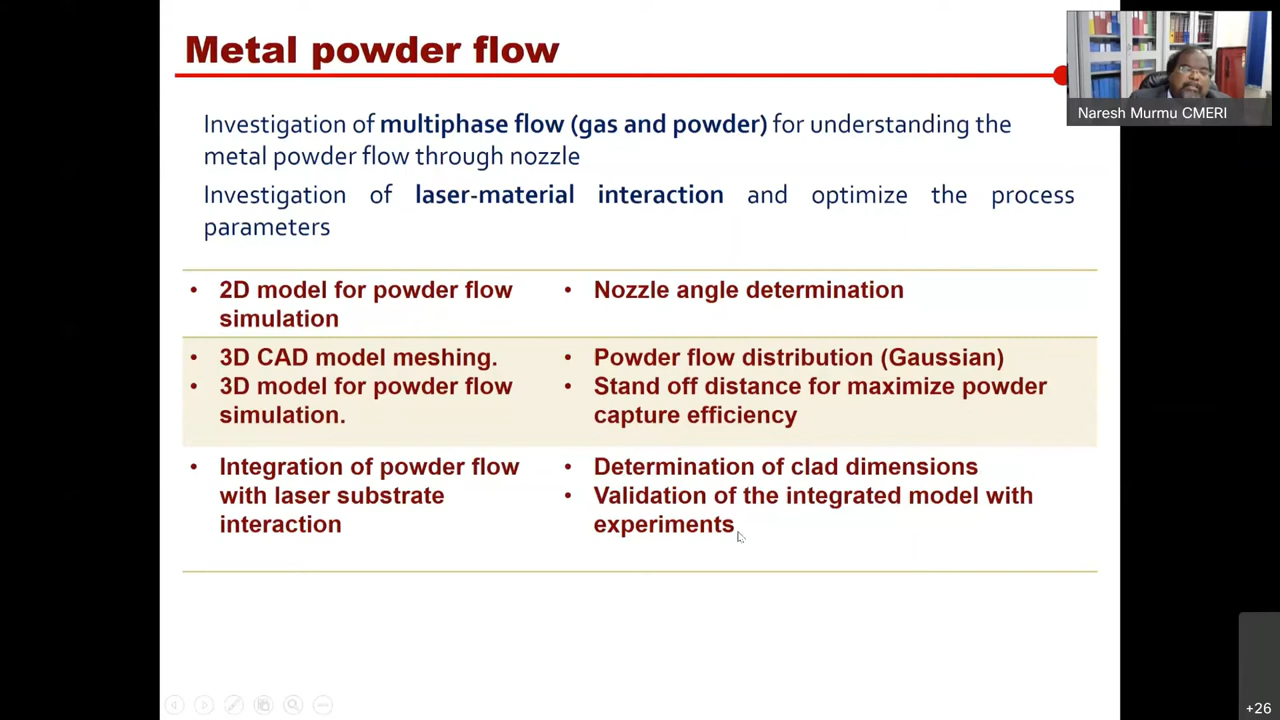 Metal powder flow
Naresh Murmu CMERI
Investigation of multiphase flow (gas and powder) for understanding the
metal powder flow through nozzle
Investigation of laser-material interaction and optimize the process
parameters
• 2D model for powder flow
simulation
• Nozzle angle determination
• 3D CAD model meshing.
• 3D model for powder flow
simulation.
• Powder flow distribution (Gaussian)
• Stand off distance for maximize powder
capture efficiency
• Integration of powder flow
with laser substrate
interaction
• Determination of clad dimensions
• Validation of the integrated model with
experiments
+26